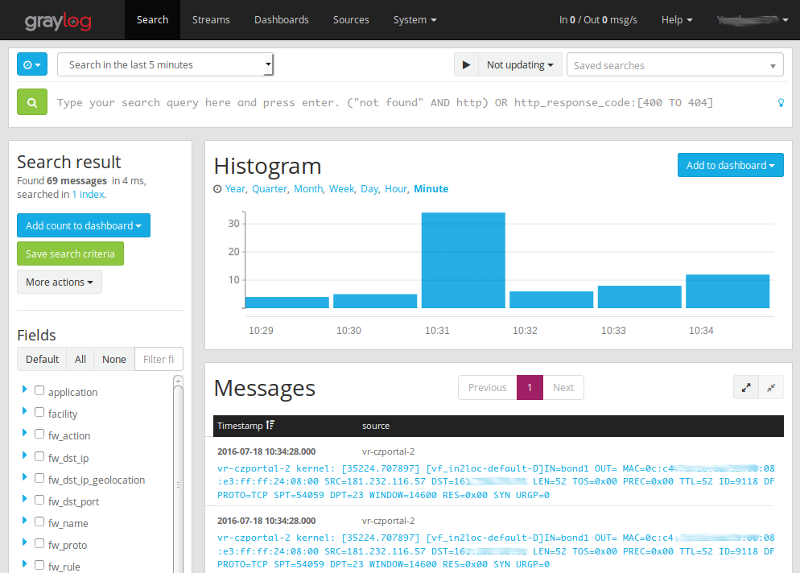 graylog Search Streams Dashboards Sources System In 0 / Out 0 msg/s Help
Search in the last 5 minutes Not updating Saved searches
Type your search query here and press enter. ("not found" AND http) OR http_response_code:[400 TO 404]
Search result
Found 69 messages in 4 ms,
searched in 1 index.
Add count to dashboard
Save search criteria
More actions
Fields
Default All None Filter fi
application
facility
fw_action
fw_dst_ip
fw_dst_ip_geolocation
fw_dst_port
fw_name
fw_proto
fw_rule
Histogram
Add to dashboard
Year, Quarter, Month, Week, Day, Hour, Minute
30
20
10
10:29 10:30 10:31 10:32 10:33 10:34
Messages
Previous 1 Next
Timestamp source
2016-07-18 10:34:28.000 vr-czportal-2
vr-czportal-2 kernel: [35224.707897] [vf_in2loc-default-D]IN=bond1 OUT= MAC=0c:c4 :08
:e3:ff:ff:24:08:00 SRC=181.232.116.57 DST=16 LEN=52 TOS=0x00 PREC=0x00 TTL=52 ID=9118 DF
PROTO=TCP SPT=54059 DPT=23 WINDOW=14600 RES=0x00 SYN URGP=0
2016-07-18 10:34:28.000 vr-czportal-2
vr-czportal-2 kernel: [35224.707897] [vf_in2loc-default-D]IN=bond1 OUT= MAC=0c:c4 :08
:e3:ff:ff:24:08:00 SRC=181.232.116.57 DST=16 LEN=52 TOS=0x00 PREC=0x00 TTL=52 ID=9118 DF
PROTO=TCP SPT=54059 DPT=23 WINDOW=14600 RES=0x00 SYN URGP=0